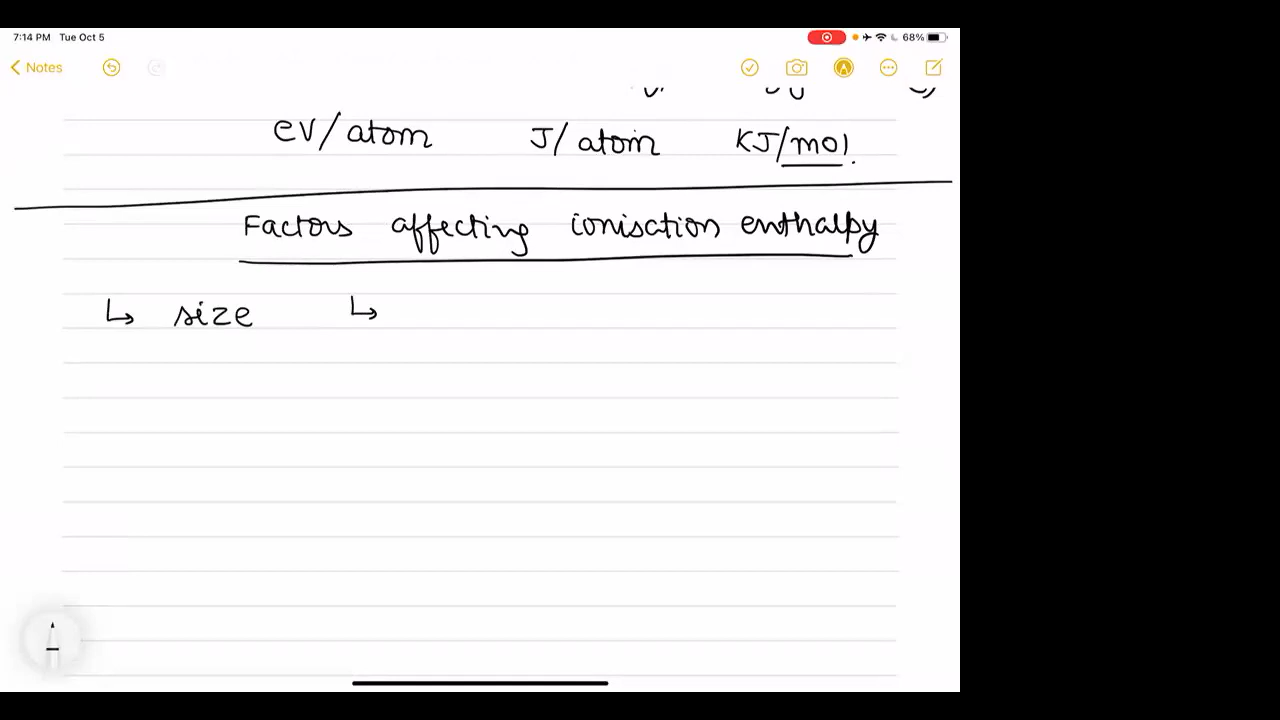 7:14 PM Tue Oct 5 68%
Notes
ev/atom J/atom KJ/mol.
Factors affecting ionisation enthalpy
↳ size ↳